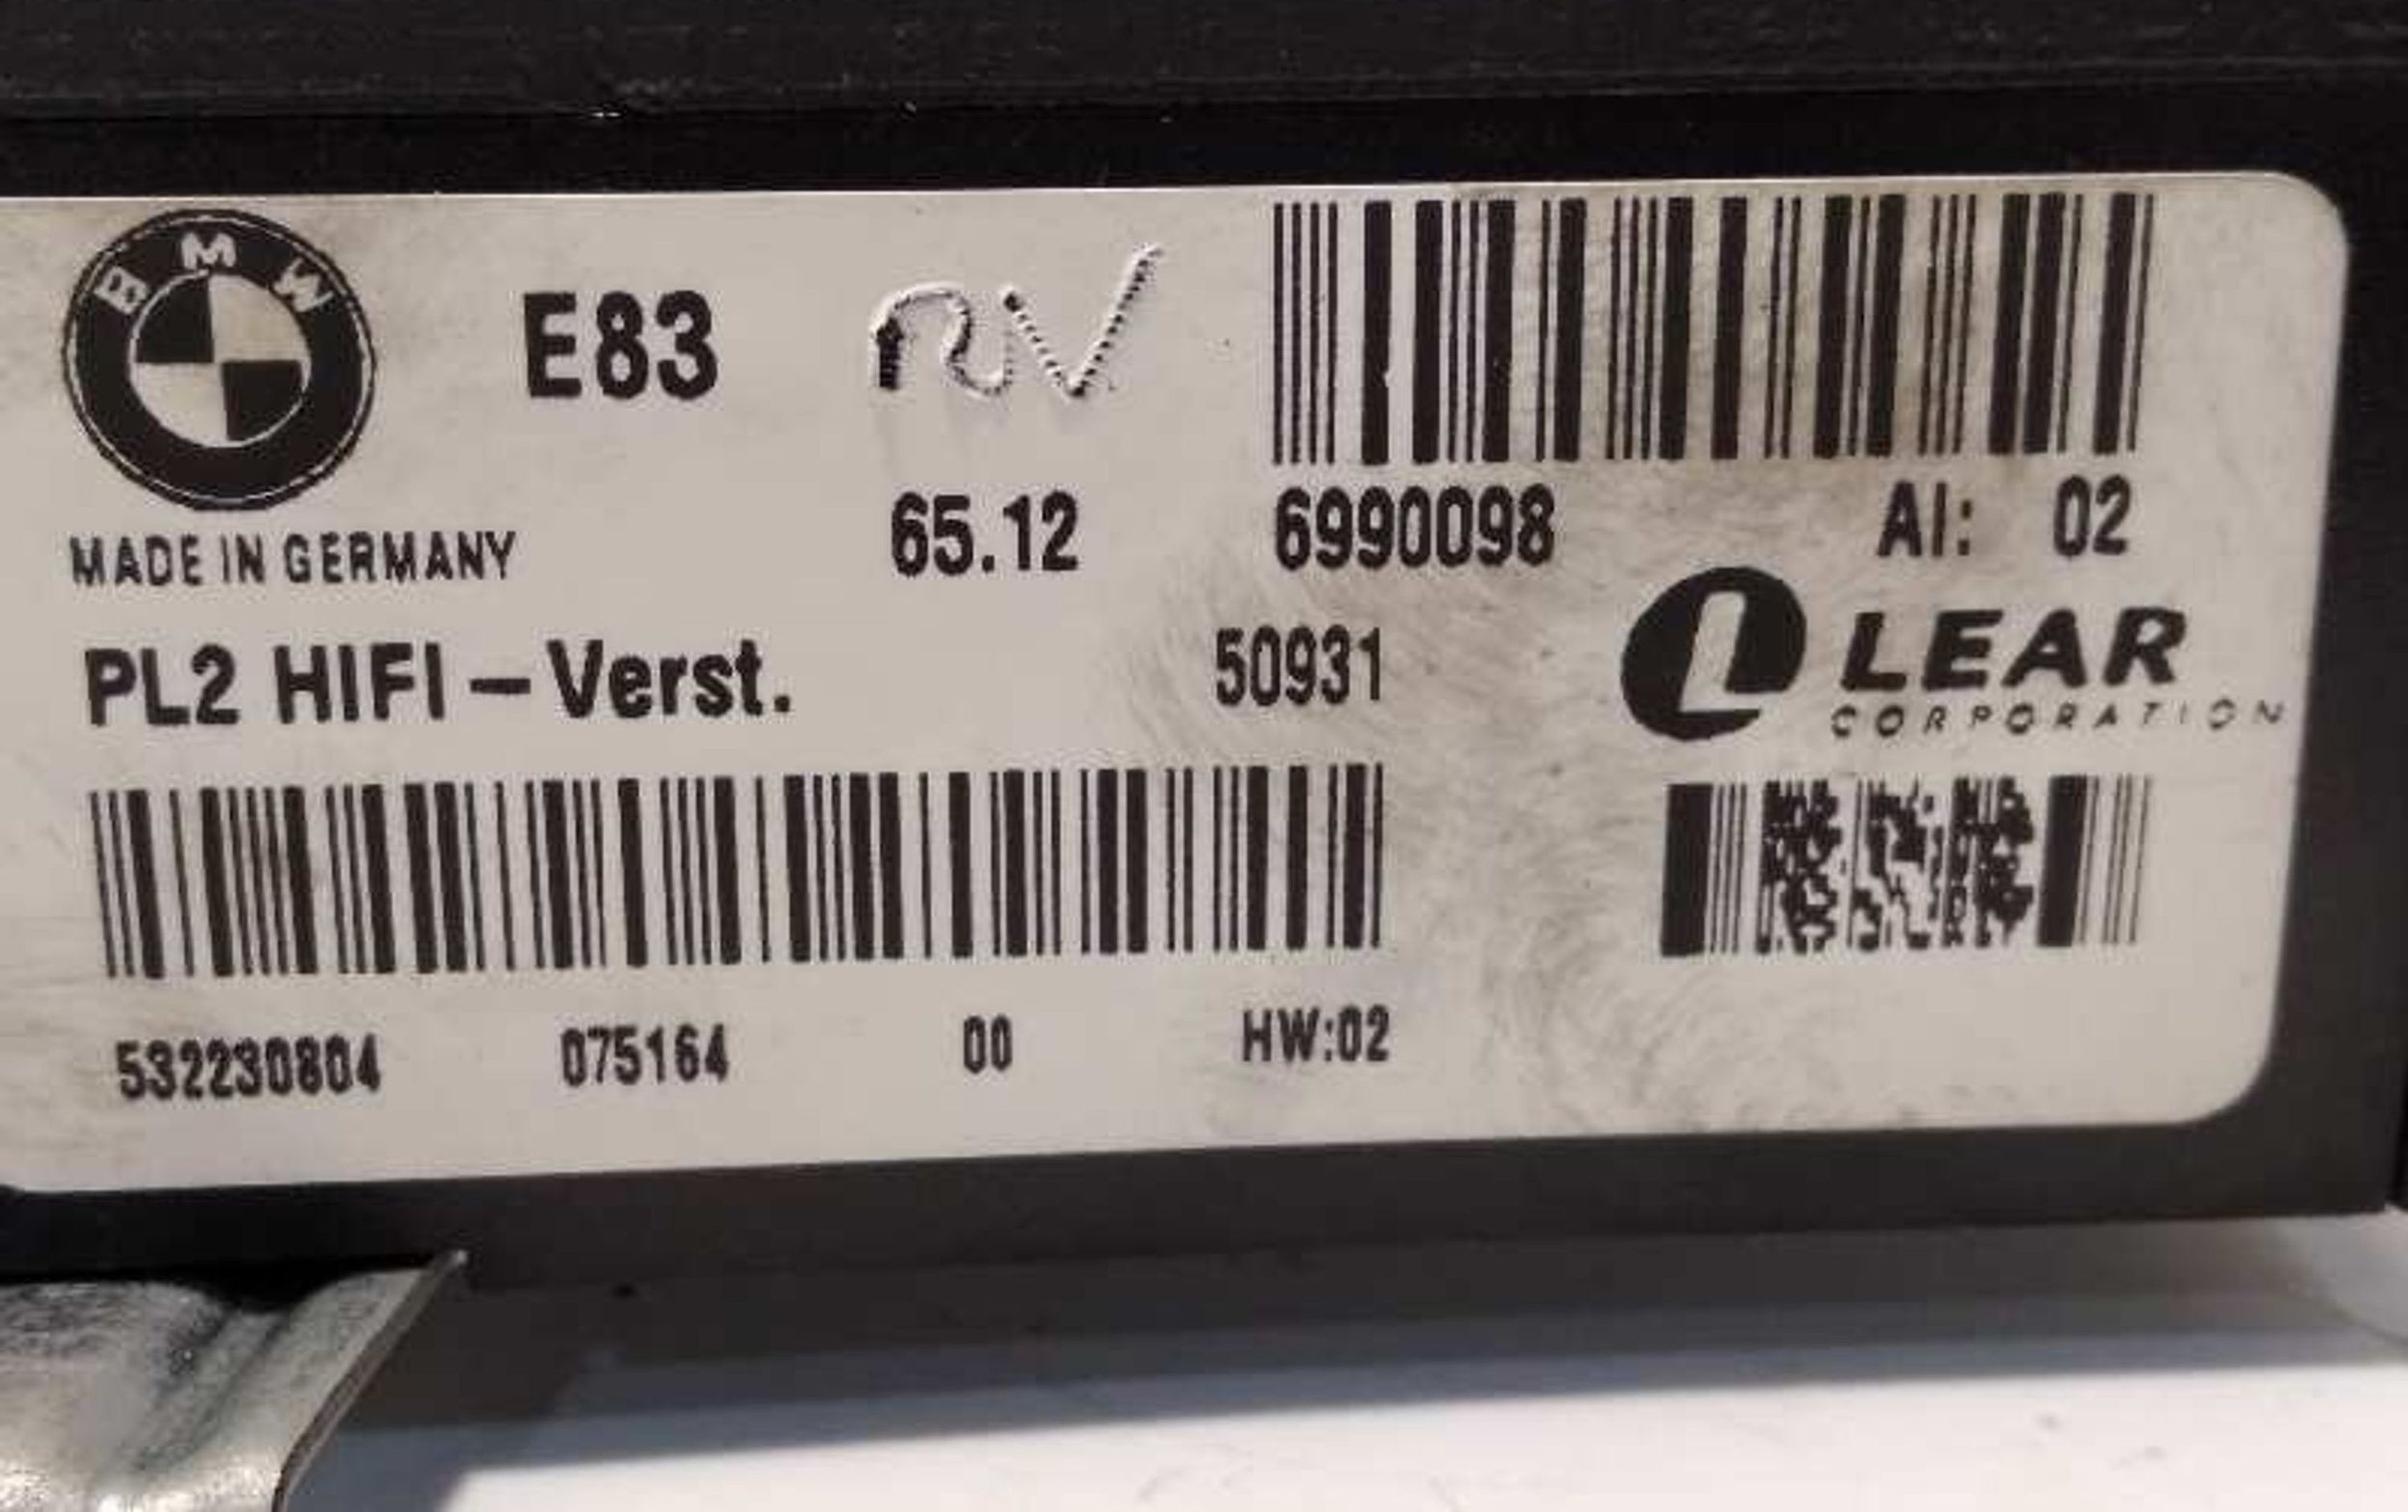 BMW
E83 RV
65.12 6990098 AI: 02
MADE IN GERMANY
LEAR
CORPORATION
PL2 HIFI – Verst. 50931
532230804 075164 00 HW:02